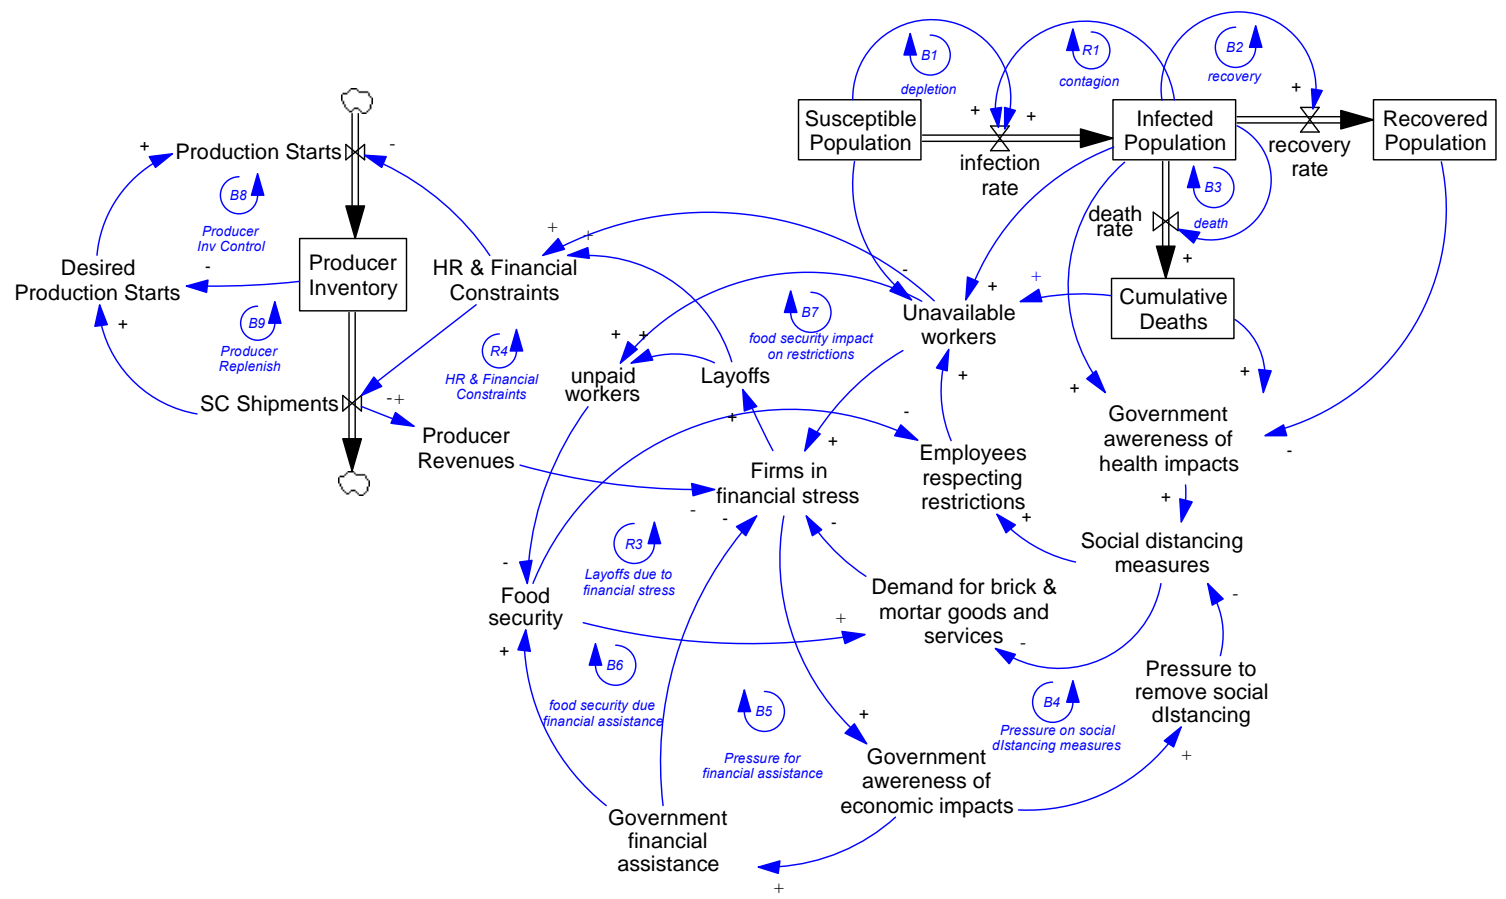 B1
depletion
R1
contagion
B2
recovery
+
+
+
Susceptible
Population
infection
rate
Infected
Population
recovery
rate
Recovered
Population
B3
death
death
rate
+
+
Production Starts
-
B8
Producer
Inv Control
Desired
Production Starts
-
Producer
Inventory
+
B9
Producer
Replenish
SC Shipments
-
+
Producer
Revenues
+
+
HR & Financial
Constraints
R4
HR & Financial
Constraints
-
+
+
Unavailable
workers
Cumulative
Deaths
B7
food security impact
on restrictions
+
+
unpaid
workers
Layoffs
+
+
+
+
-
Government
awereness of
health impacts
-
+
Firms in
financial stress
-
-
-
Employees
respecting
restrictions
+
+
Social distancing
measures
R3
Layoffs due to
financial stress
-
Food
security
+
Demand for brick &
mortar goods and
services
+
-
-
Pressure to
remove social
dIstancing
B6
food security due
financial assistance
B5
Pressure for
financial assistance
B4
Pressure on social
dIstancing measures
+
Government
awereness of
economic impacts
+
Government
financial
assistance
+